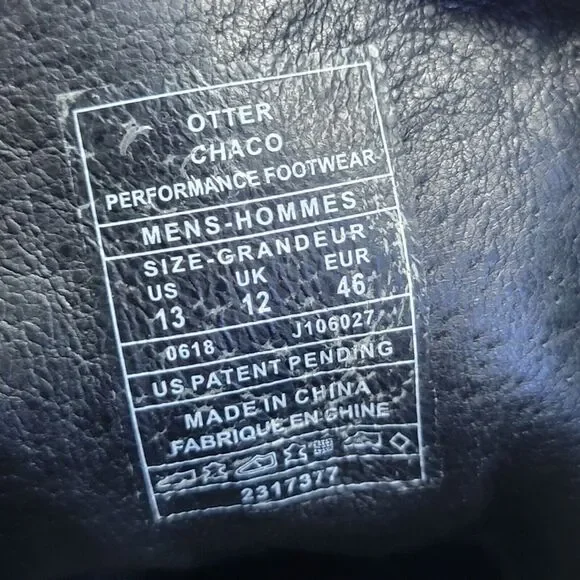 OTTER
CHACO
PERFORMANCE FOOTWEAR
MENS-HOMMES
SIZE-GRANDEUR
US UK EUR
13 12 46
0618 J106027
US PATENT PENDING
MADE IN CHINA
FABRIQUE EN CHINE
2317377